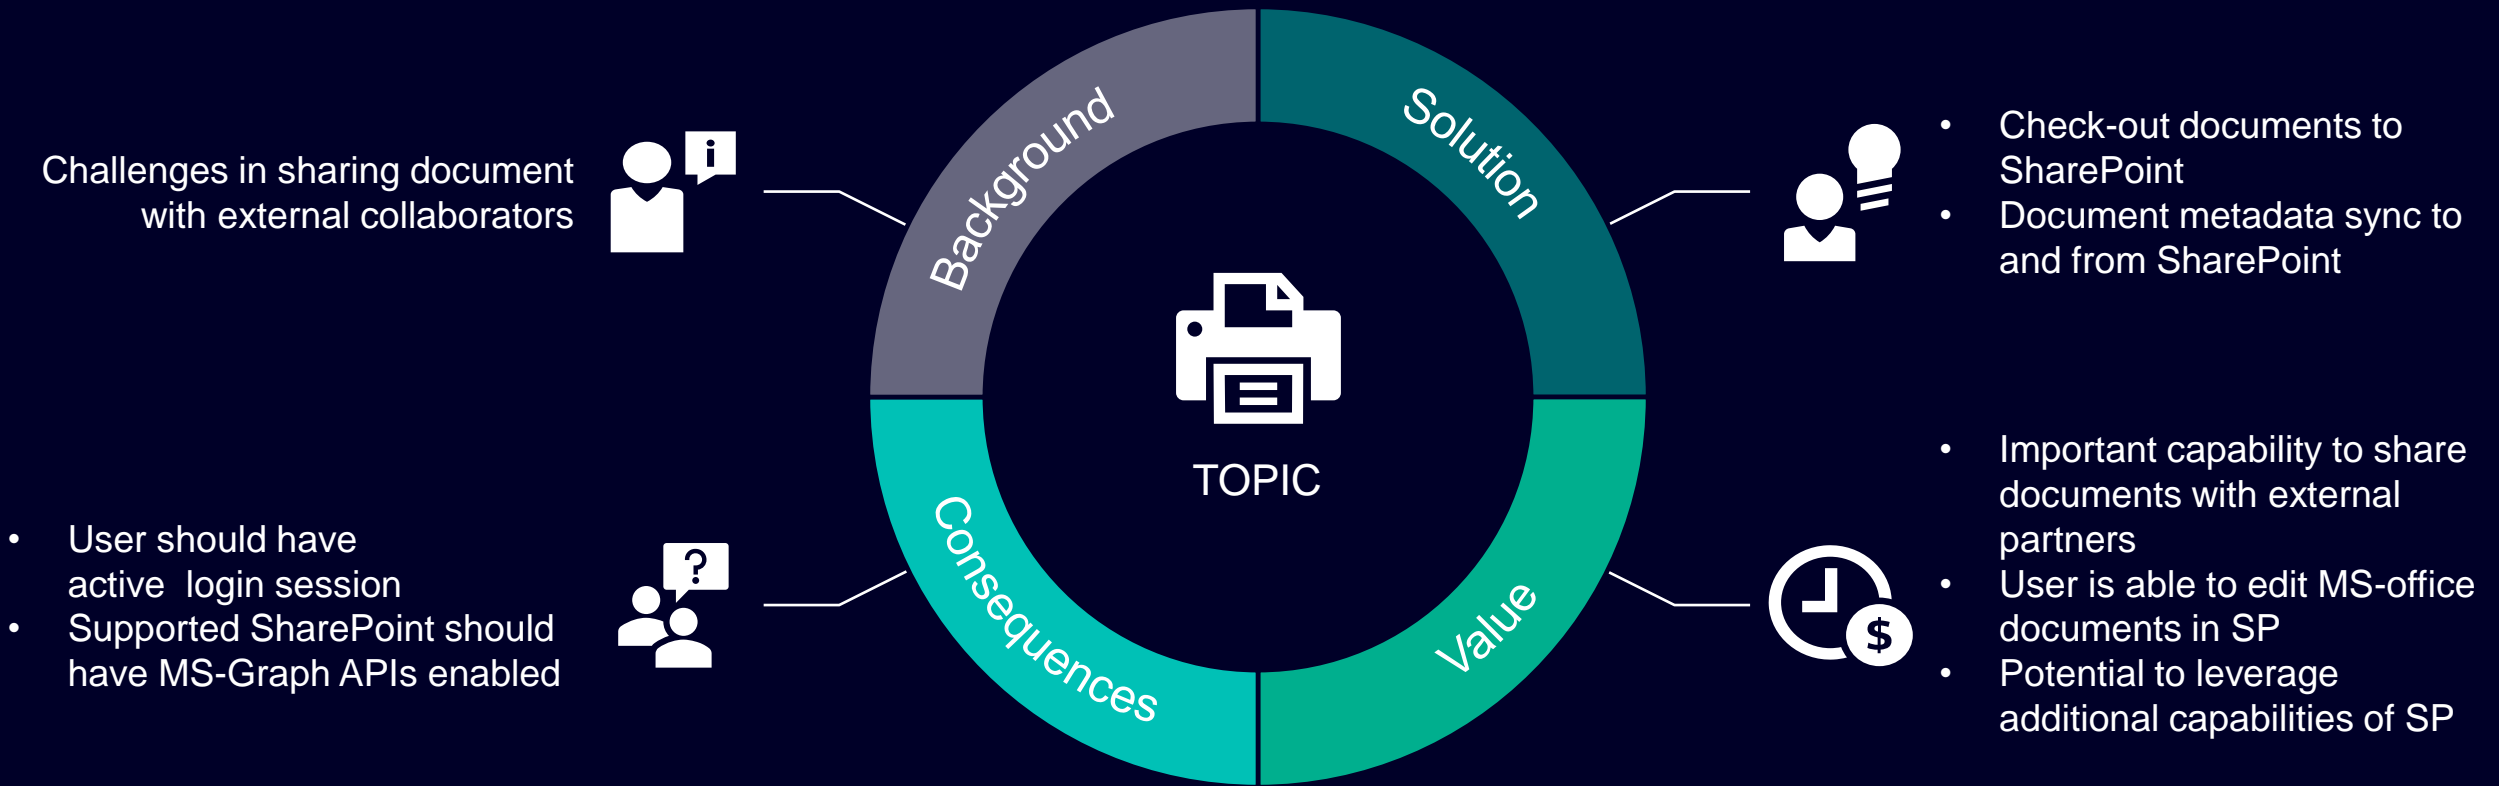 Background
Challenges in sharing document
with external collaborators
Solution
• Check-out documents to
SharePoint
• Document metadata sync to
and from SharePoint
TOPIC
Consequences
• User should have
active  login session
• Supported SharePoint should
have MS-Graph APIs enabled
Value
• Important capability to share
documents with external
partners
• User is able to edit MS-office
documents in SP
• Potential to leverage
additional capabilities of SP
i
?
$